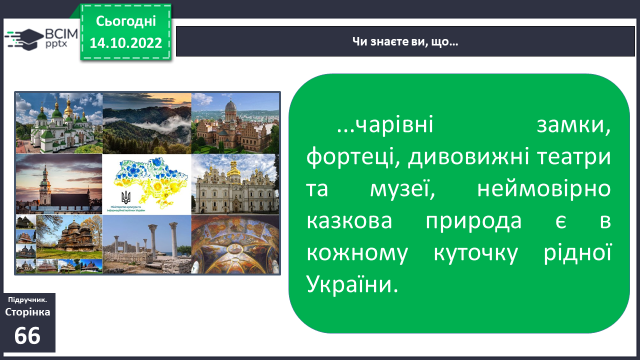 Сьогодні
14.10.2022
ВСІМ
pptx
Чи знаєте ви, що...
...чарівні замки,
фортеці, дивовижні театри
та музеї, неймовірно
казкова природа є в
кожному куточку рідної
України.
Підручник.
Сторінка
66